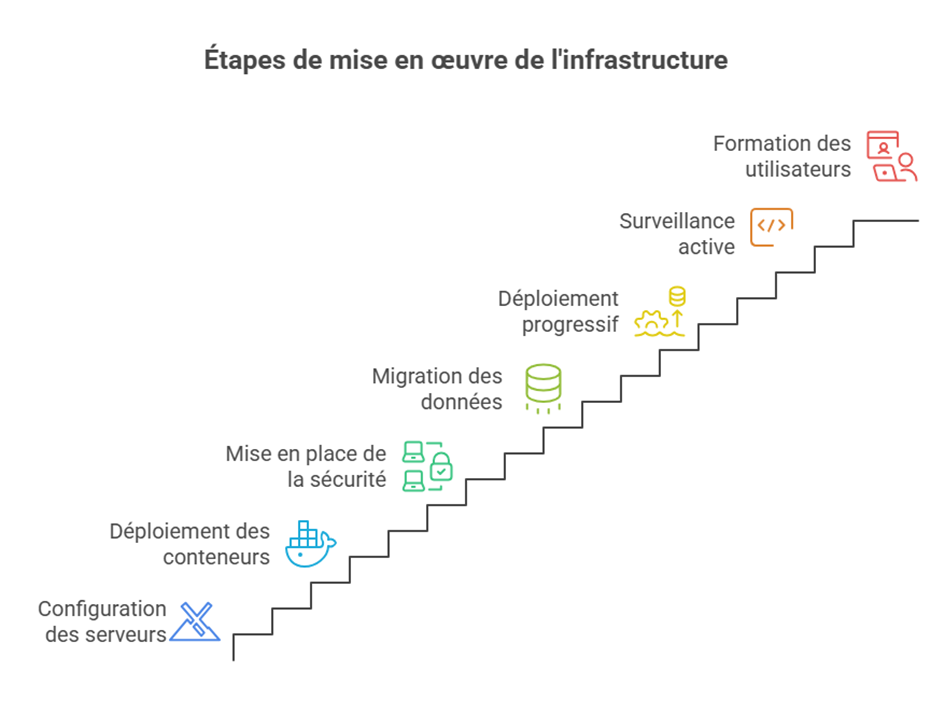 Étapes de mise en œuvre de l'infrastructure
Formation des
utilisateurs
Surveillance
active
Déploiement
progressif
Migration des
données
Mise en place de
la sécurité
Déploiement des
conteneurs
Configuration
des serveurs